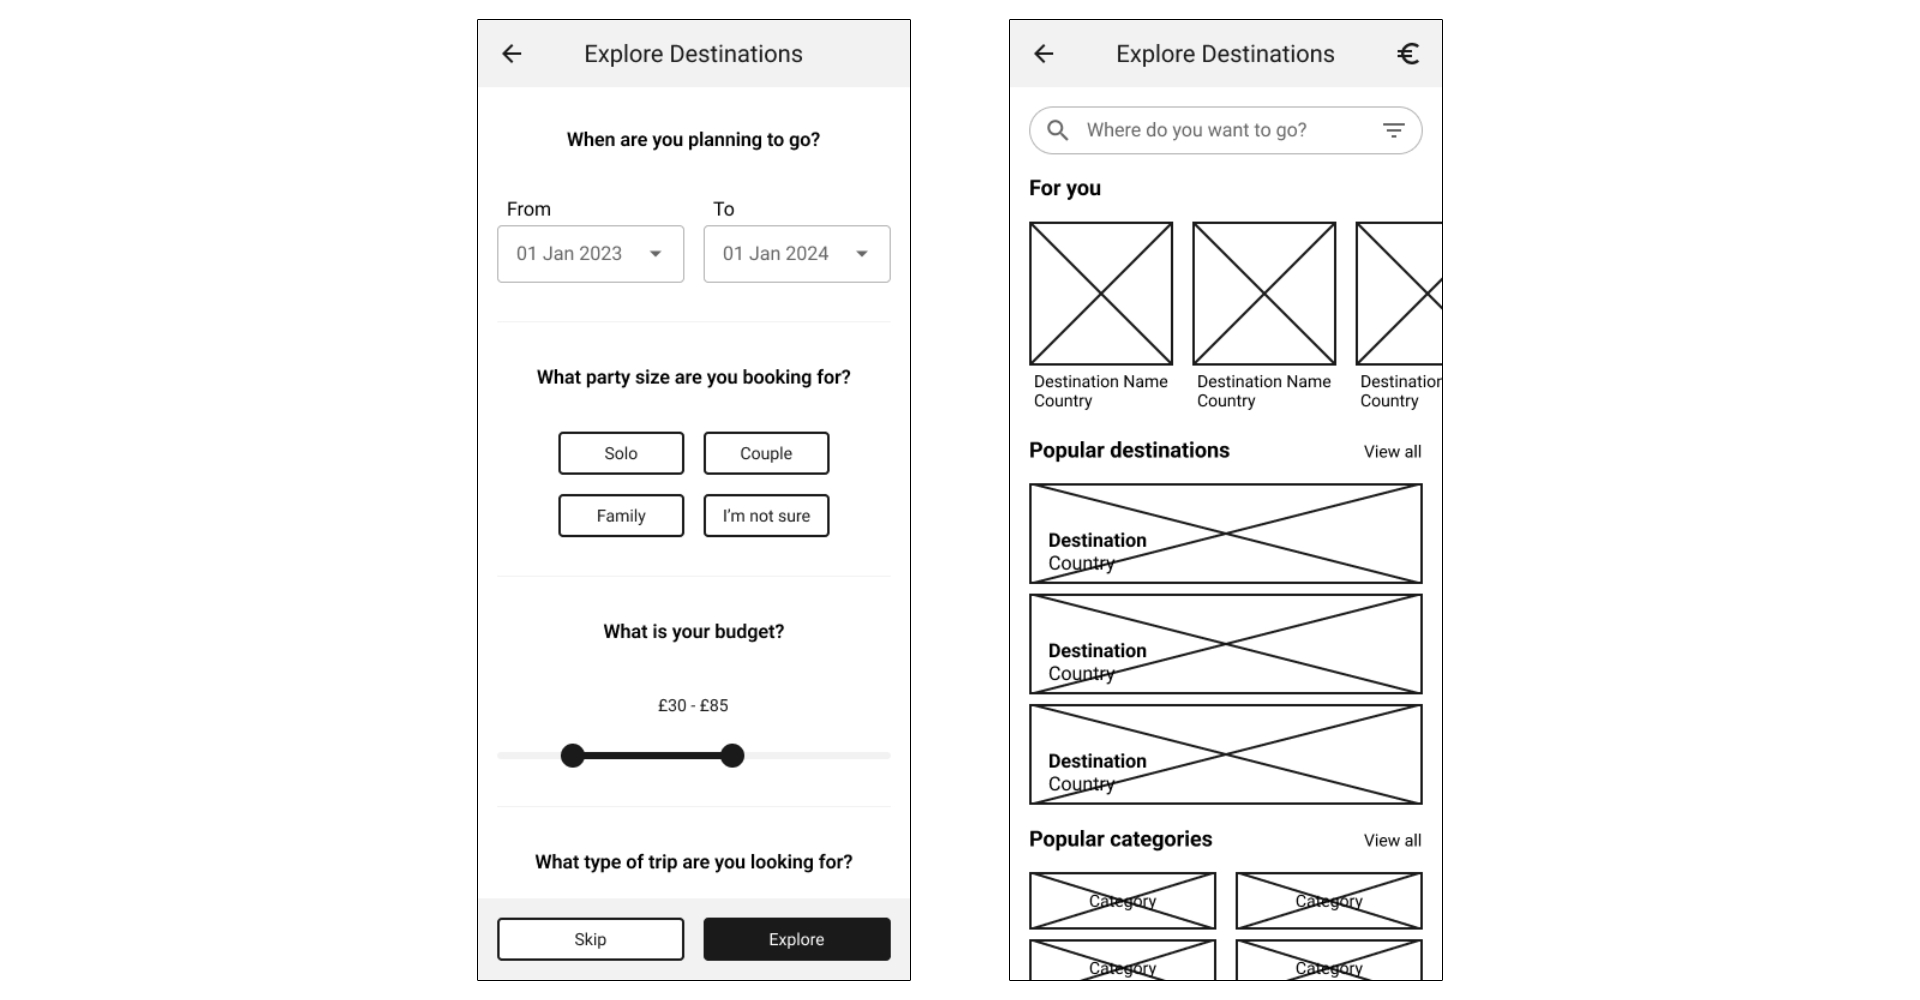 Explore Destinations
When are you planning to go?
From
To
01 Jan 2023
01 Jan 2024
What party size are you booking for?
Solo
Couple
Family
I'm not sure
What is your budget?
£30 - £85
What type of trip are you looking for?
Skip
Explore
Explore Destinations
€
Where do you want to go?
For you
Destination Name
Country
Destination Name
Country
Destination
Country
Popular destinations
View all
Destination
Country
Destination
Country
Destination
Country
Popular categories
View all
Category
Category
Category
Category